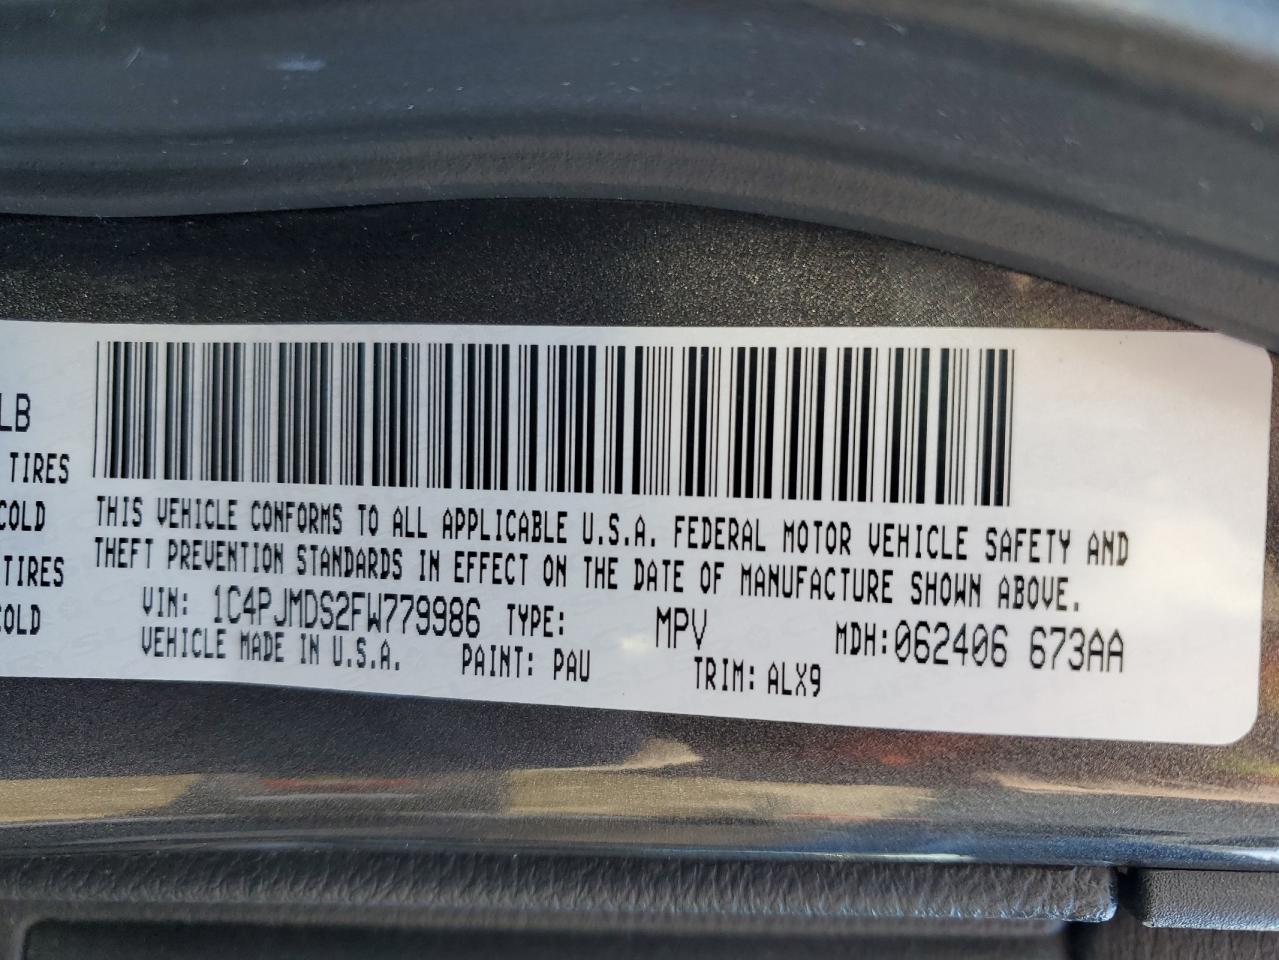 LB
TIRES
COLD
TIRES
COLD
THIS VEHICLE CONFORMS TO ALL APPLICABLE U.S.A. FEDERAL MOTOR VEHICLE SAFETY AND
THEFT PREVENTION STANDARDS IN EFFECT ON THE DATE OF MANUFACTURE SHOWN ABOVE.
VIN: 1C4PJMDS2FW779986 TYPE: MPV MDH:062406 673AA
VEHICLE MADE IN U.S.A. PAINT: PAU TRIM: ALX9